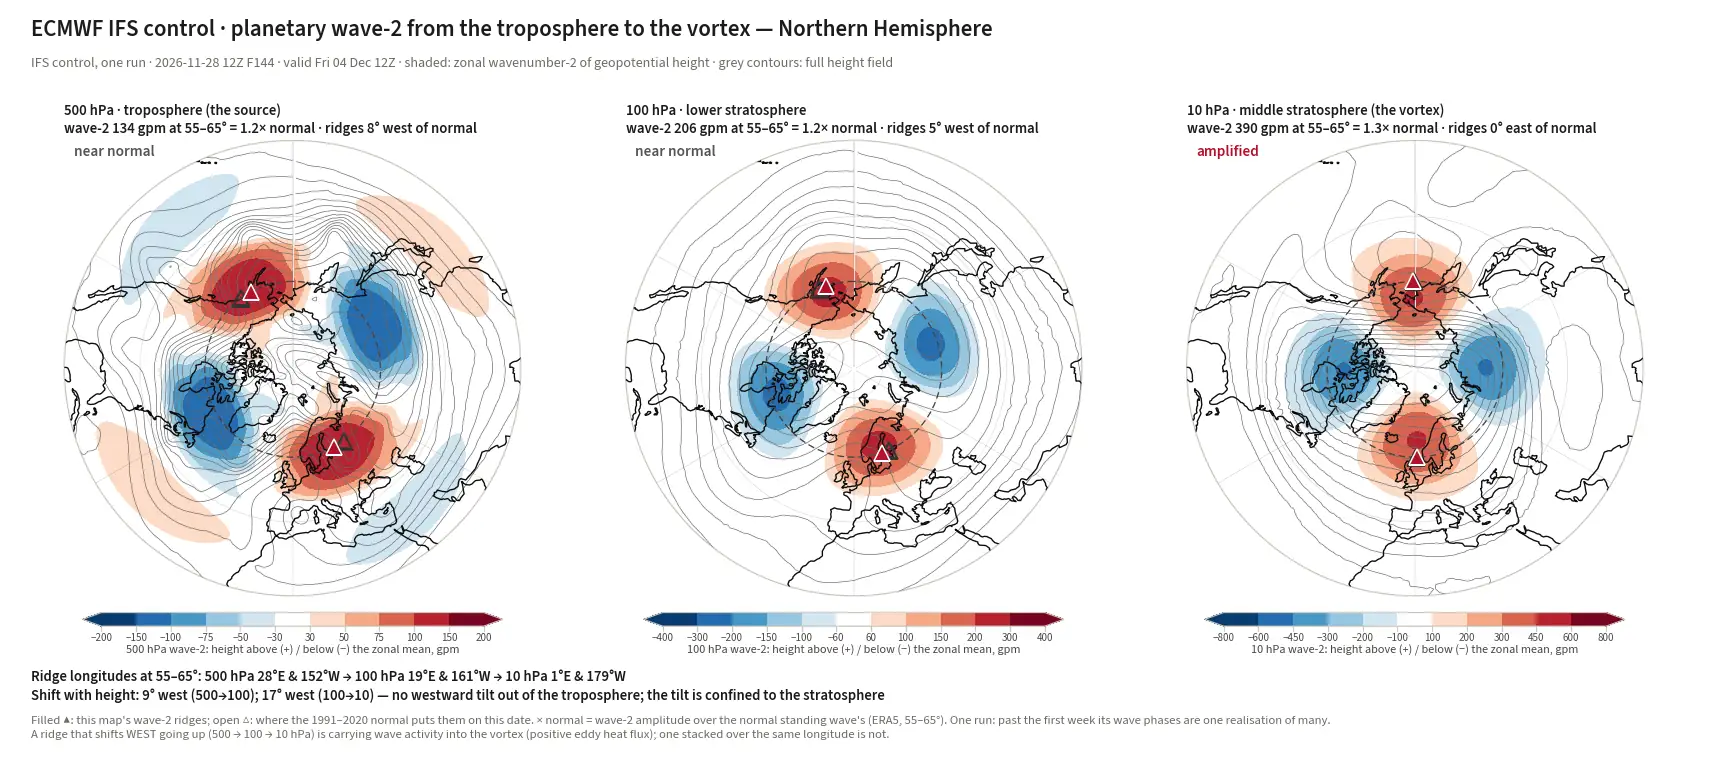 ECMWF IFS control · planetary wave-2 from the troposphere to the vortex — Northern Hemisphere
IFS control, one run · 2026-11-28 12Z F144 · valid Fri 04 Dec 12Z · shaded: zonal wavenumber-2 of geopotential height · grey contours: full height field
500 hPa · troposphere (the source)
wave-2 134 gpm at 55–65° = 1.2× normal · ridges 8° west of normal
near normal
100 hPa · lower stratosphere
wave-2 206 gpm at 55–65° = 1.2× normal · ridges 5° west of normal
near normal
10 hPa · middle stratosphere (the vortex)
wave-2 390 gpm at 55–65° = 1.3× normal · ridges 0° east of normal
amplified
−200 −150 −100 −75 −50 −30 30 50 75 100 150 200
500 hPa wave-2: height above (+) / below (−) the zonal mean, gpm
−400 −300 −200 −150 −100 −60 60 100 150 200 300 400
100 hPa wave-2: height above (+) / below (−) the zonal mean, gpm
−800 −600 −450 −300 −200 −100 100 200 300 450 600 800
10 hPa wave-2: height above (+) / below (−) the zonal mean, gpm
Ridge longitudes at 55–65°: 500 hPa 28°E & 152°W → 100 hPa 19°E & 161°W → 10 hPa 1°E & 179°W
Shift with height: 9° west (500→100); 17° west (100→10) — no westward tilt out of the troposphere; the tilt is confined to the stratosphere
Filled ▲: this map's wave-2 ridges; open △: where the 1991–2020 normal puts them on this date. × normal = wave-2 amplitude over the normal standing wave's (ERA5, 55–65°). One run: past the first week its wave phases are one realisation of many.
A ridge that shifts WEST going up (500 → 100 → 10 hPa) is carrying wave activity into the vortex (positive eddy heat flux); one stacked over the same longitude is not.